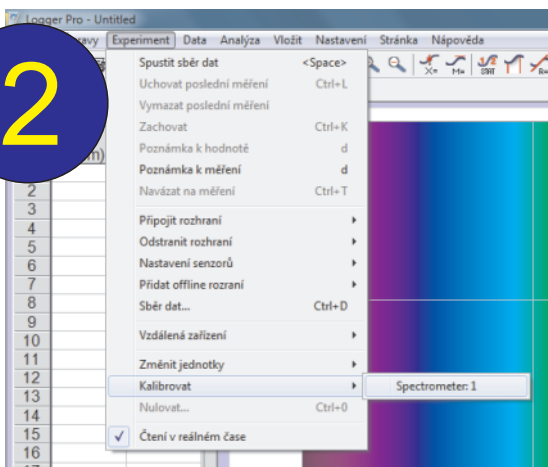 Logger Pro - Untitled
Experiment Data Analýza Vložit Nastavení Stránka Nápověda
2
Spustit sběr dat <Space>
Uchovat poslední měření Ctrl+L
Vymazat poslední měření
Zachovat Ctrl+K
Poznámka k hodnotě d
Poznámka k měření d
Navázat na měření Ctrl+T
Připojit rozhraní
Odstranit rozhraní
Nastavení senzorů
Přidat offline rozraní
Sběr dat... Ctrl+D
Vzdálená zařízení
Změnit jednotky
Kalibrovat Spectrometer: 1
Nulovat... Ctrl+0
Čtení v reálném čase
X= M= STAT R=
m)
2
3
4
5
6
7
8
9
10
11
12
13
14
15
16